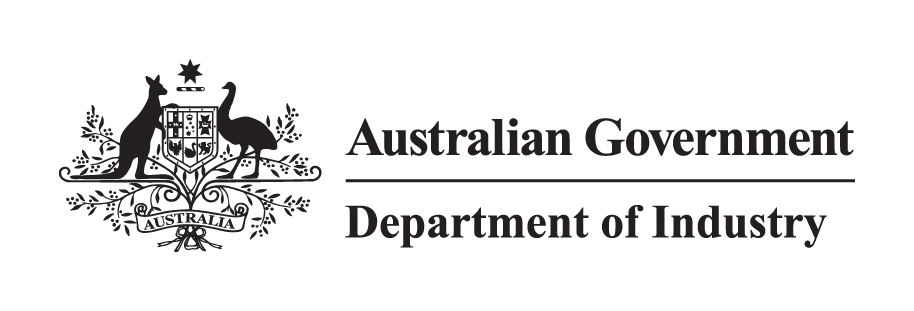 Australian Government
Department of Industry
AUSTRALIA